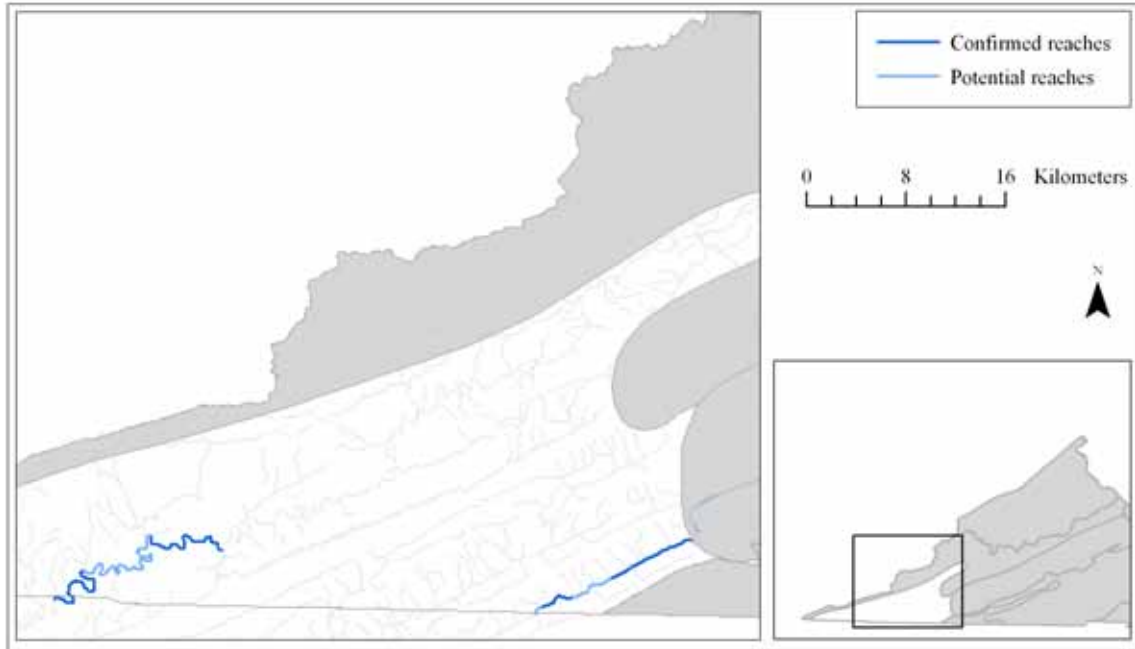 Confirmed reaches
Potential reaches
0 8 16 Kilometers
N